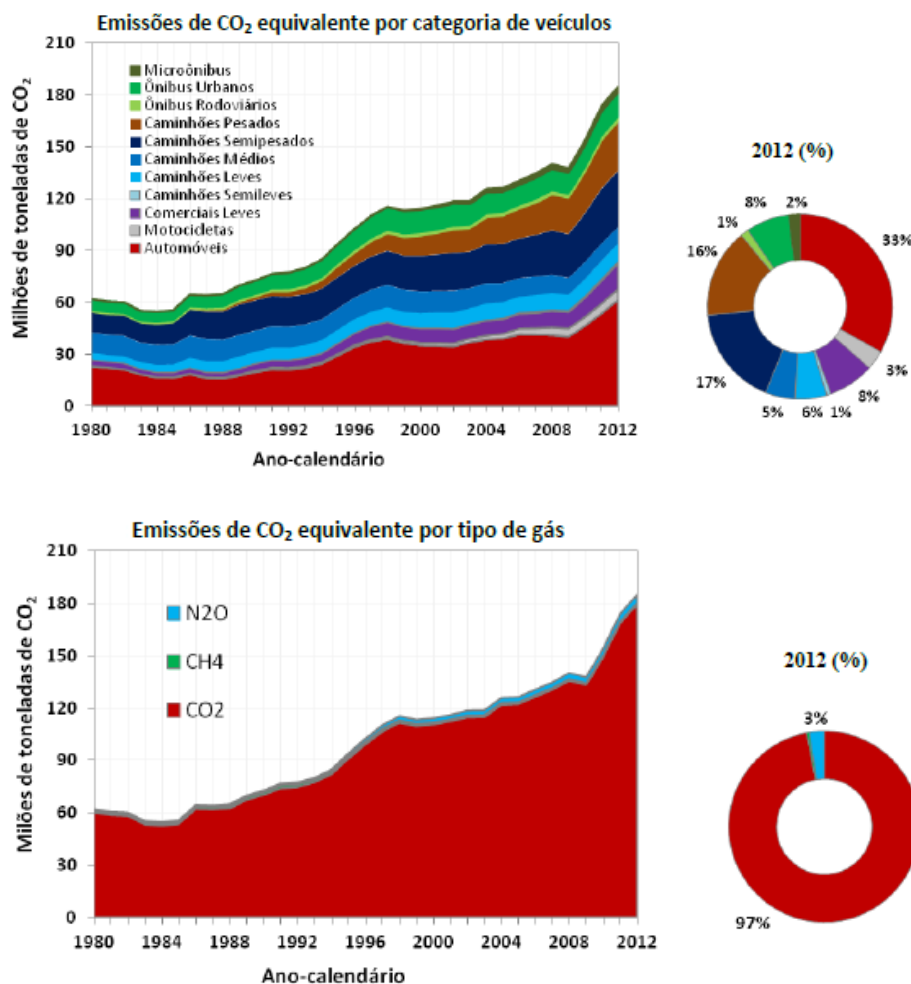 Emissões de CO₂ equivalente por categoria de veículos
Milhões de toneladas de CO₂
210
180
150
120
90
60
30
0
Microônibus
Ônibus Urbanos
Ônibus Rodoviários
Caminhões Pesados
Caminhões Semipesados
Caminhões Médios
Caminhões Leves
Caminhões Semileves
Comerciais Leves
Motocicletas
Automóveis
1980 1984 1988 1992 1996 2000 2004 2008 2012
Ano-calendário
2012 (%)
33%
3%
8%
1%
6%
5%
17%
16%
1%
8%
2%
Emissões de CO₂ equivalente por tipo de gás
Milões de toneladas de CO₂
210
180
150
120
90
60
30
0
N2O
CH4
CO2
1980 1984 1988 1992 1996 2000 2004 2008 2012
Ano-calendário
2012 (%)
3%
97%